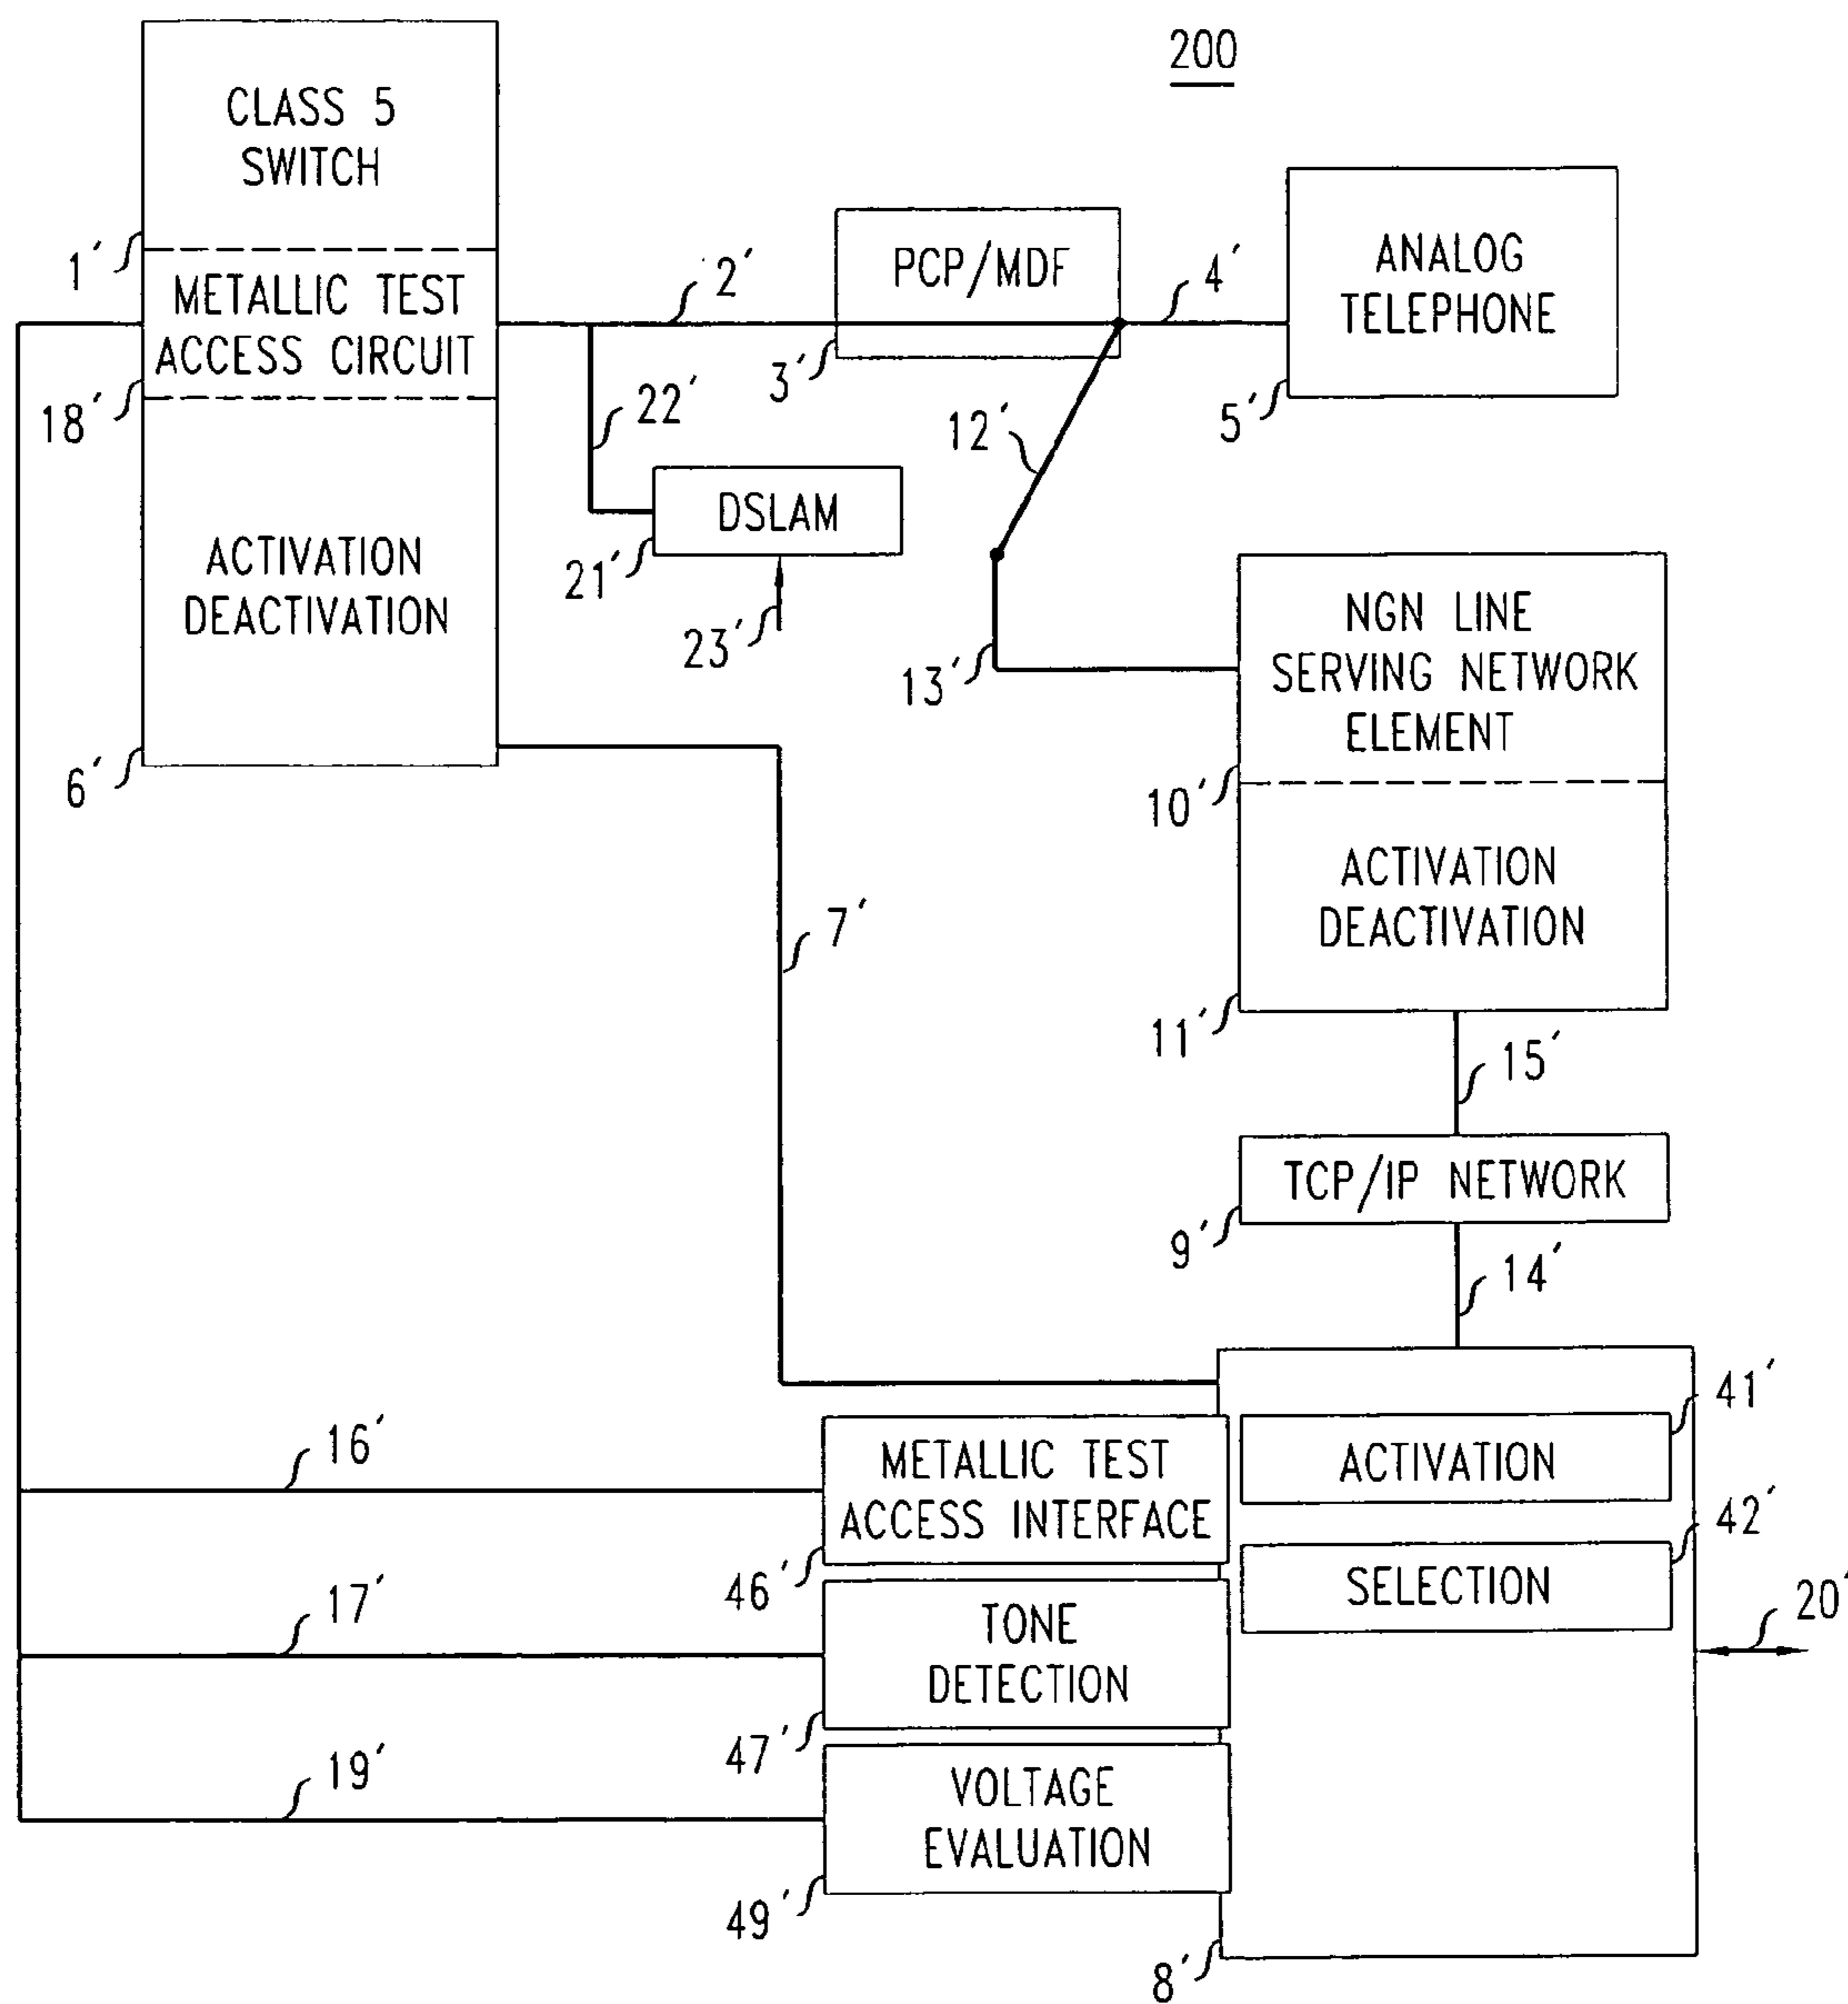 200
CLASS 5
SWITCH
1′
METALLIC TEST
ACCESS CIRCUIT
18′
ACTIVATION
DEACTIVATION
6′
2′
PCP/MDF
3′
4′
ANALOG
TELEPHONE
5′
22′
DSLAM
21′
23′
12′
13′
NGN LINE
SERVING NETWORK
ELEMENT
10′
ACTIVATION
DEACTIVATION
11′
7′
15′
TCP/IP NETWORK
9′
14′
41′
ACTIVATION
42′
SELECTION
20′
16′
METALLIC TEST
ACCESS INTERFACE
46′
17′
TONE
DETECTION
47′
19′
VOLTAGE
EVALUATION
49′
8′